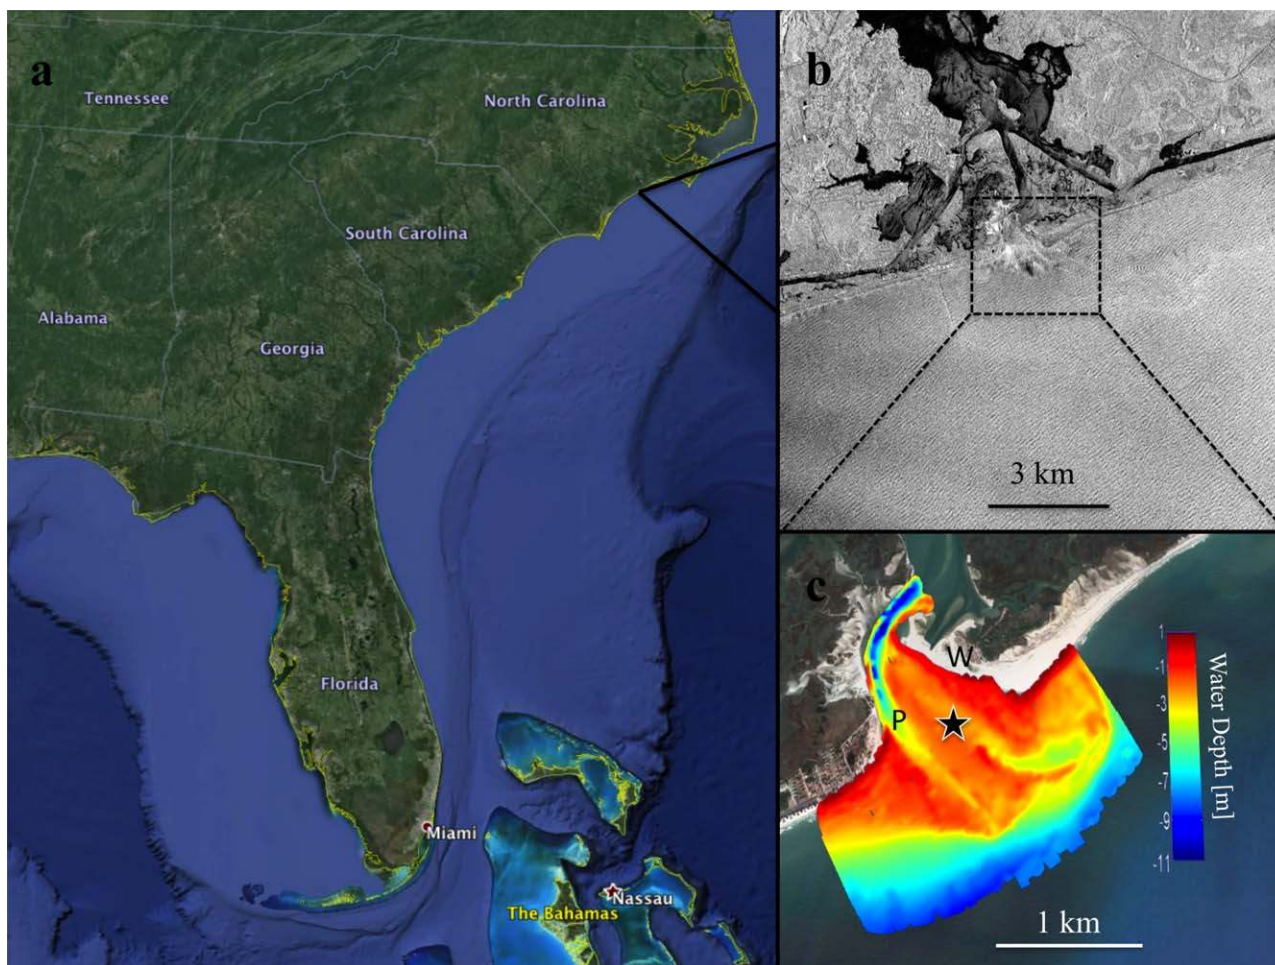 a
Tennessee
North Carolina
South Carolina
Alabama
Georgia
Florida
Miami
Nassau
The Bahamas
b
3 km
c
W
P
1
-1
-3
-5
-7
-9
-11
Water Depth [m]
1 km